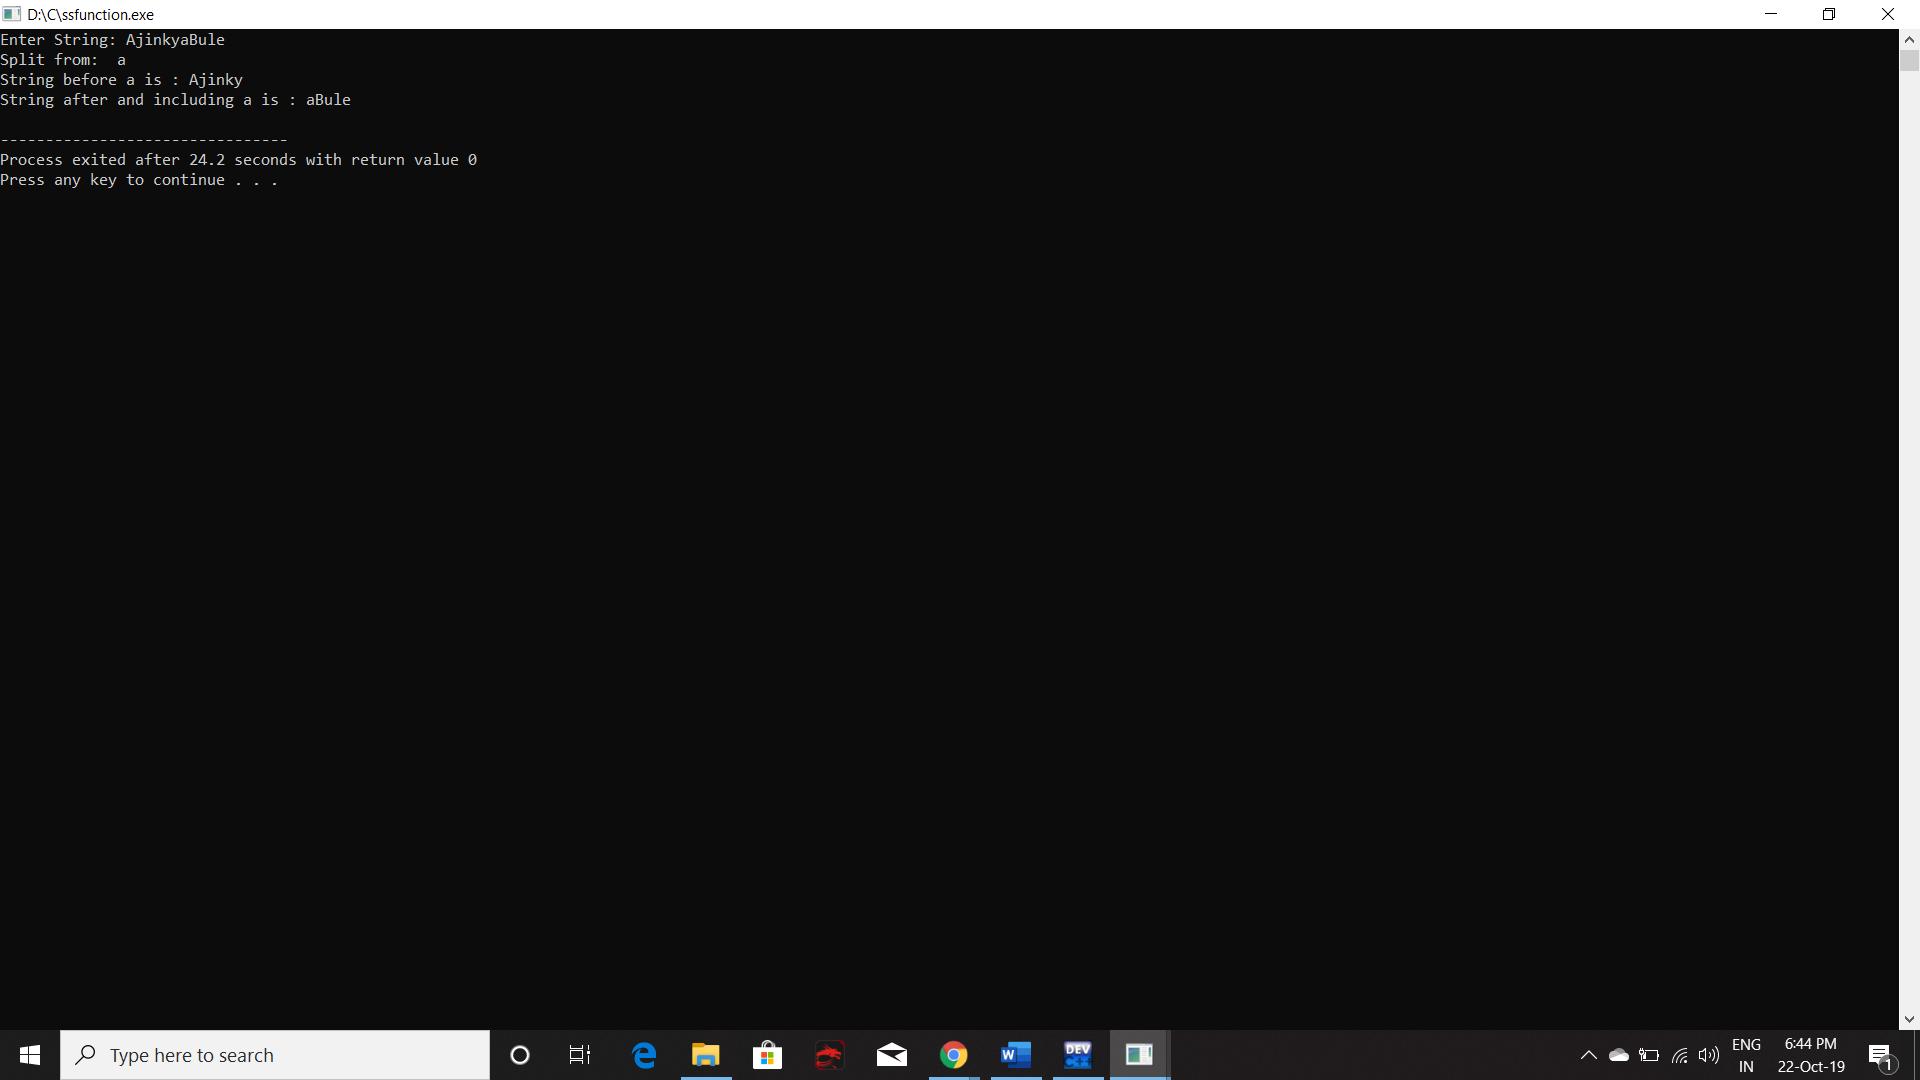 D:\C\ssfunction.exe
Enter String: AjinkyaBule
Split from:  a
String before a is : Ajinky
String after and including a is : aBule
--------------------------------
Process exited after 24.2 seconds with return value 0
Press any key to continue . . .
Type here to search
W
DEV
C++
ENG
IN
6:44 PM
22-Oct-19
1